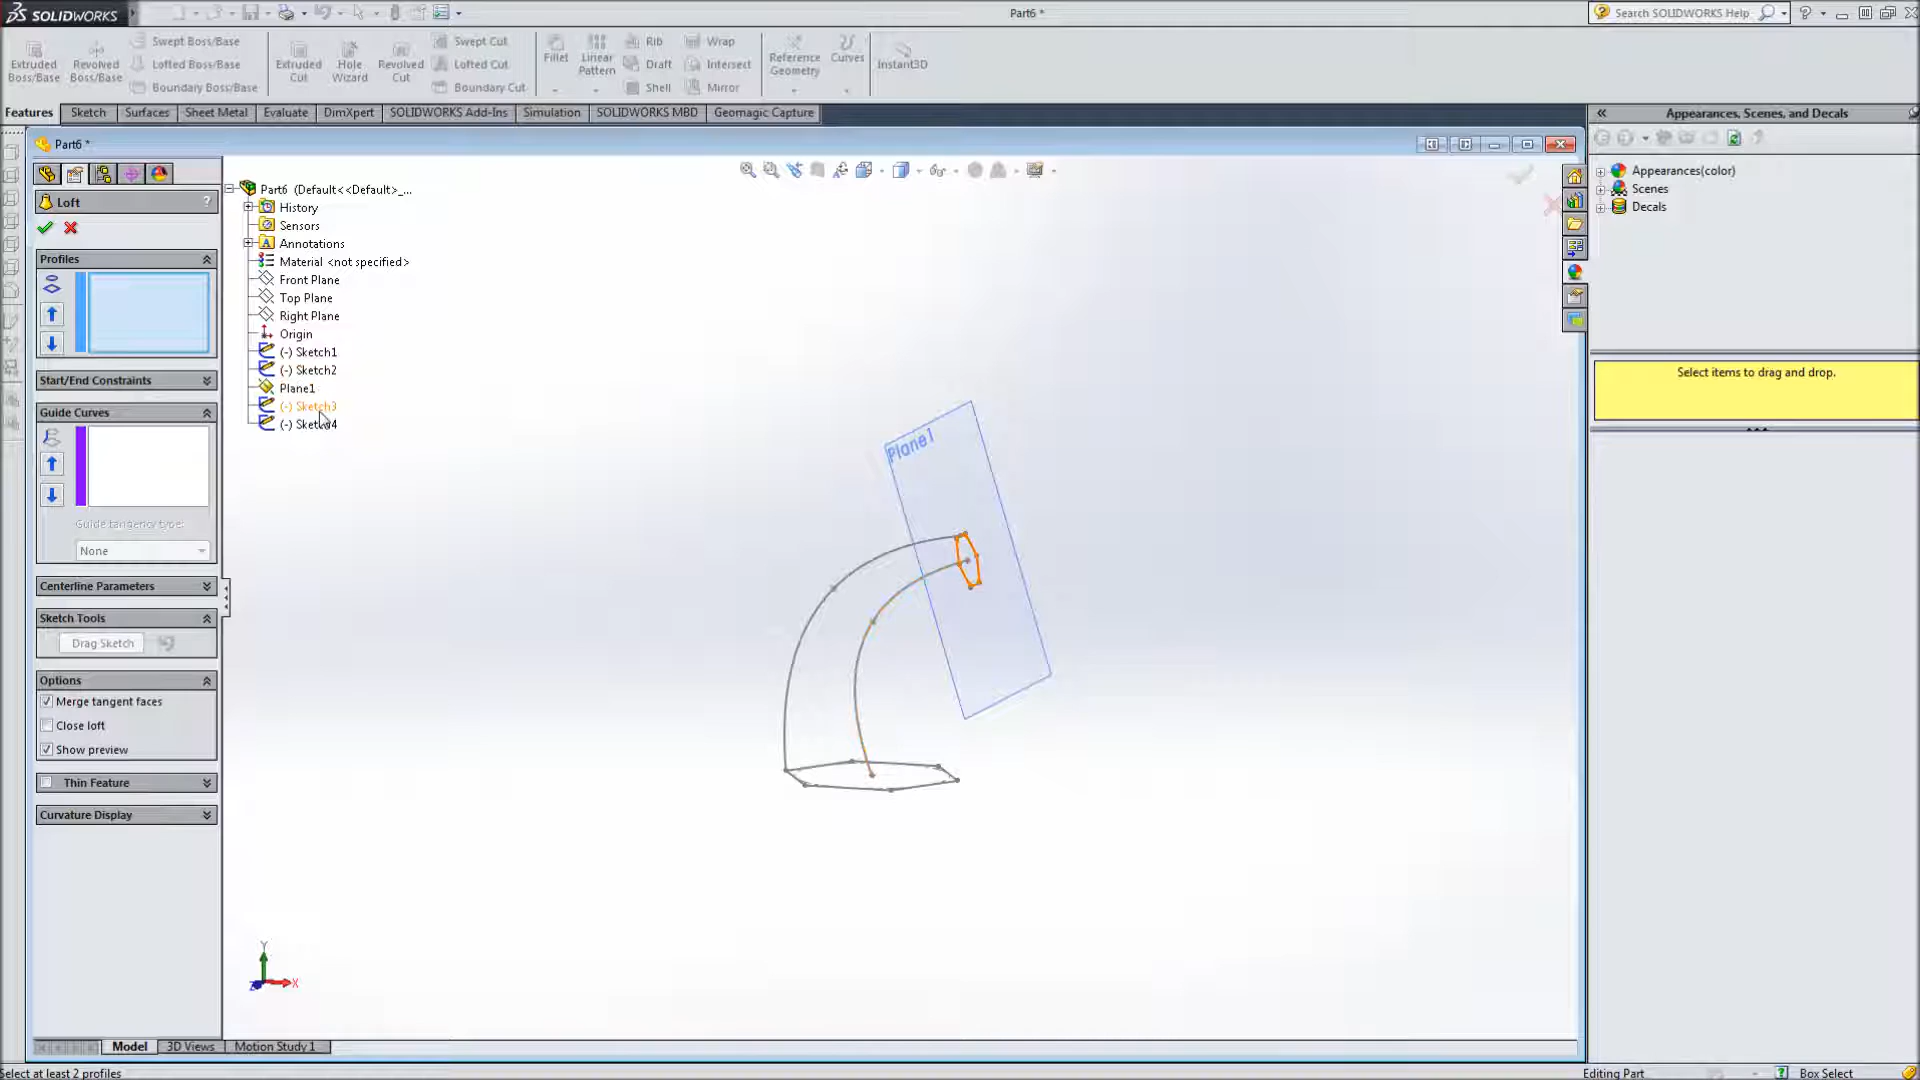 SOLIDWORKS
Part6 *
Search SOLIDWORKS Help
Extruded Boss/Base
Revolved Boss/Base
Swept Boss/Base
Lofted Boss/Base
Boundary Boss/Base
Extruded Cut
Hole Wizard
Revolved Cut
Swept Cut
Lofted Cut
Boundary Cut
Fillet
Linear Pattern
Rib
Draft
Shell
Wrap
Intersect
Mirror
Reference Geometry
Curves
Instant3D
Features
Sketch
Surfaces
Sheet Metal
Evaluate
DimXpert
SOLIDWORKS Add-Ins
Simulation
SOLIDWORKS MBD
Geomagic Capture
Appearances, Scenes, and Decals
Part6 *
Loft
?
Profiles
Start/End Constraints
Guide Curves
Guide tangency type:
None
Centerline Parameters
Sketch Tools
Drag Sketch
Options
Merge tangent faces
Close loft
Show preview
Thin Feature
Curvature Display
Part6 (Default<<Default>_...
History
Sensors
Annotations
Material <not specified>
Front Plane
Top Plane
Right Plane
Origin
(-) Sketch1
(-) Sketch2
Plane1
(-) Sketch3
(-) Sketch4
Plane1
Y
X
Z
Appearances(color)
Scenes
Decals
Select items to drag and drop.
Model
3D Views
Motion Study 1
Select at least 2 profiles
Editing Part
Box Select